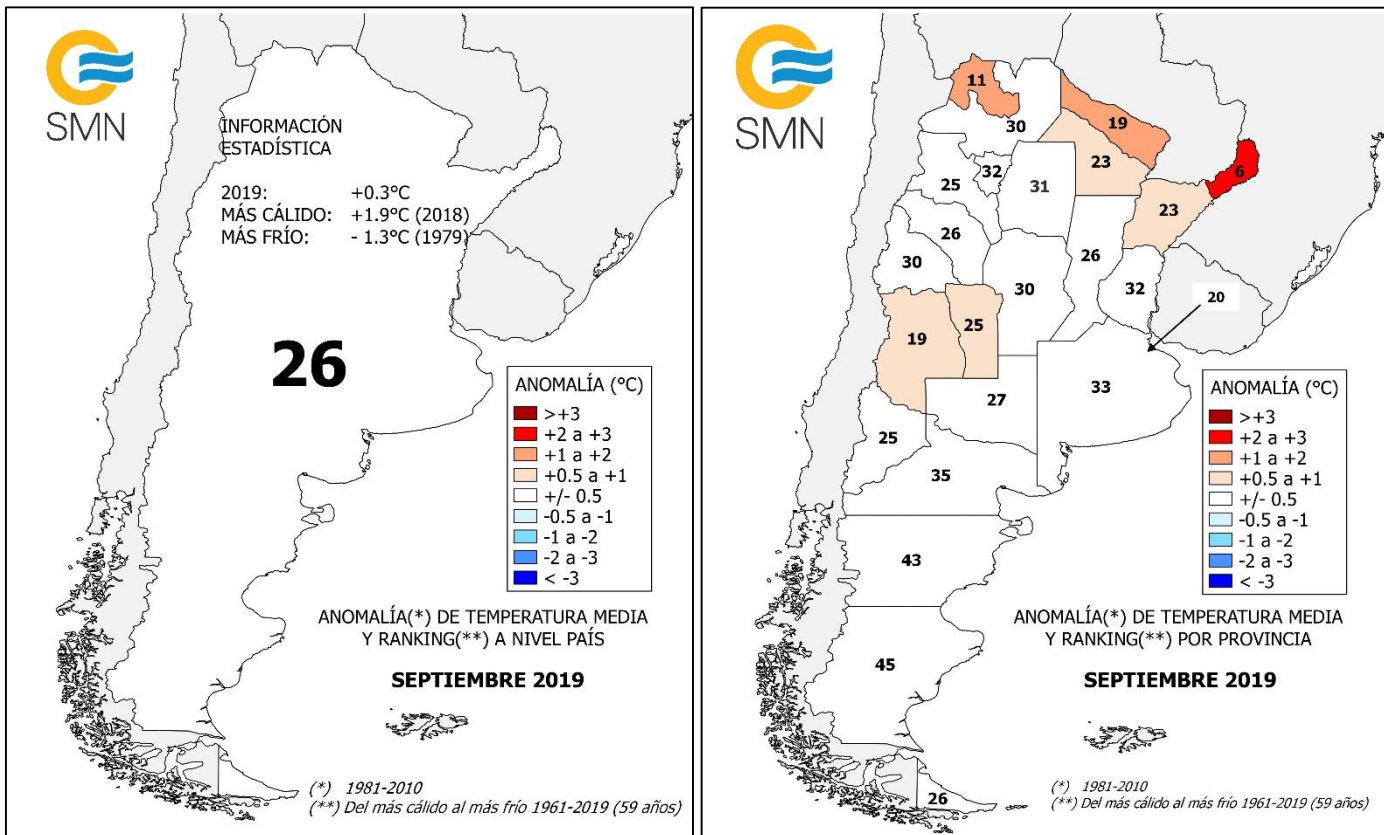 SMN
INFORMACIÓN
ESTADÍSTICA
2019: +0.3°C
MÁS CÁLIDO: +1.9°C (2018)
MÁS FRÍO: - 1.3°C (1979)
26
ANOMALÍA (°C)
>+3
+2 a +3
+1 a +2
+0.5 a +1
+/- 0.5
-0.5 a -1
-1 a -2
-2 a -3
< -3
ANOMALÍA(*) DE TEMPERATURA MEDIA
Y RANKING(**) A NIVEL PAÍS
SEPTIEMBRE 2019
(*) 1981-2010
(**) Del más cálido al más frío 1961-2019 (59 años)
SMN
11
30
19
23
6
32
25
31
23
26
26
30
30
32
20
19
25
27
33
25
35
43
45
26
ANOMALÍA (°C)
>+3
+2 a +3
+1 a +2
+0.5 a +1
+/- 0.5
-0.5 a -1
-1 a -2
-2 a -3
< -3
ANOMALÍA(*) DE TEMPERATURA MEDIA
Y RANKING(**) POR PROVINCIA
SEPTIEMBRE 2019
(*) 1981-2010
(**) Del más cálido al más frío 1961-2019 (59 años)